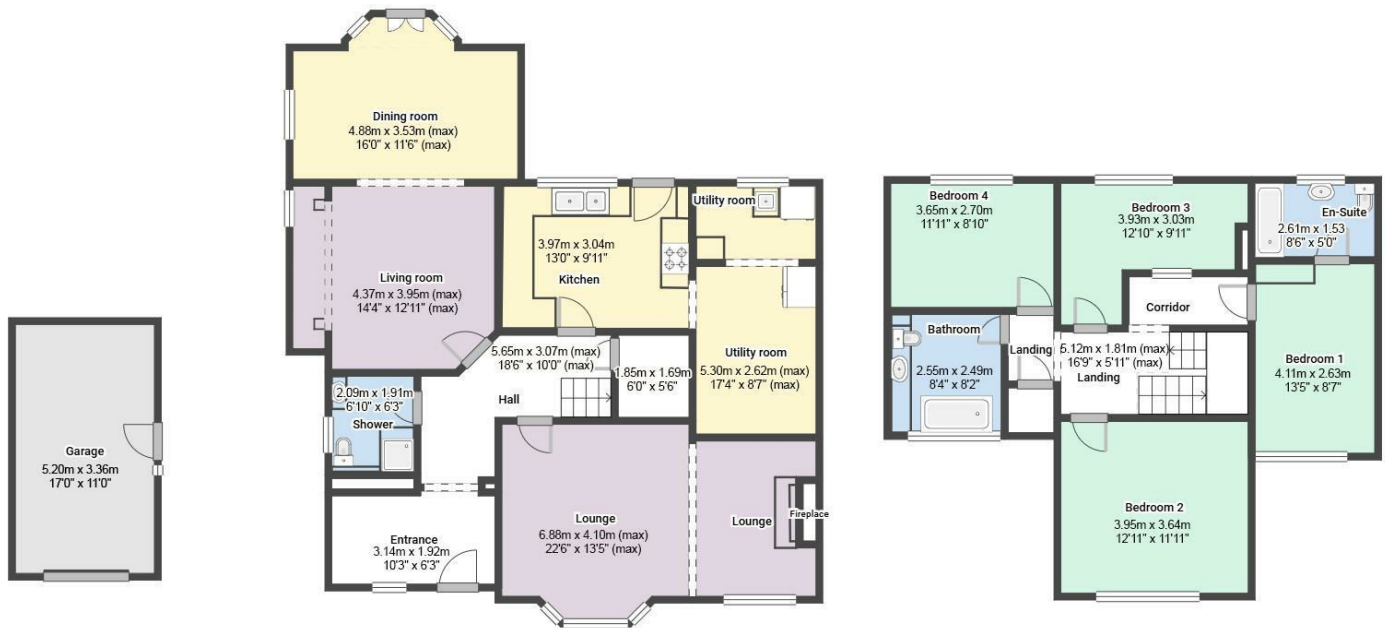 Dining room
4.88m x 3.53m (max)
16'0" x 11'6" (max)
Living room
4.37m x 3.95m (max)
14'4" x 12'11" (max)
3.97m x 3.04m
13'0" x 9'11"
Kitchen
Utility room
Utility room
5.30m x 2.62m (max)
17'4" x 8'7" (max)
5.65m x 3.07m (max)
18'6" x 10'0" (max)
Hall
1.85m x 1.69m
6'0" x 5'6"
2.09m x 1.91m
6'10" x 6'3"
Shower
Garage
5.20m x 3.36m
17'0" x 11'0"
Entrance
3.14m x 1.92m
10'3" x 6'3"
Lounge
6.88m x 4.10m (max)
22'6" x 13'5" (max)
Lounge
Fireplace
Bedroom 4
3.65m x 2.70m
11'11" x 8'10"
Bedroom 3
3.93m x 3.03m
12'10" x 9'11"
En-Suite
2.61m x 1.53
8'6" x 5'0"
Corridor
Bathroom
2.55m x 2.49m
8'4" x 8'2"
Landing
5.12m x 1.81m (max)
16'9" x 5'11" (max)
Landing
Bedroom 1
4.11m x 2.63m
13'5" x 8'7"
Bedroom 2
3.95m x 3.64m
12'11" x 11'11"